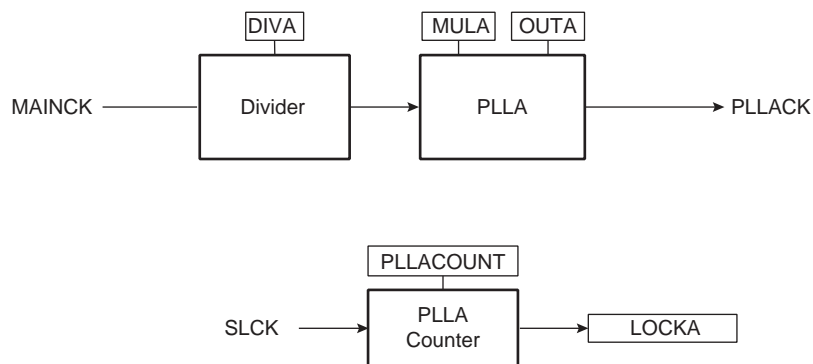 DIVA
MULA
OUTA
MAINCK
Divider
PLLA
PLLACK
PLLACOUNT
SLCK
PLLA
Counter
LOCKA